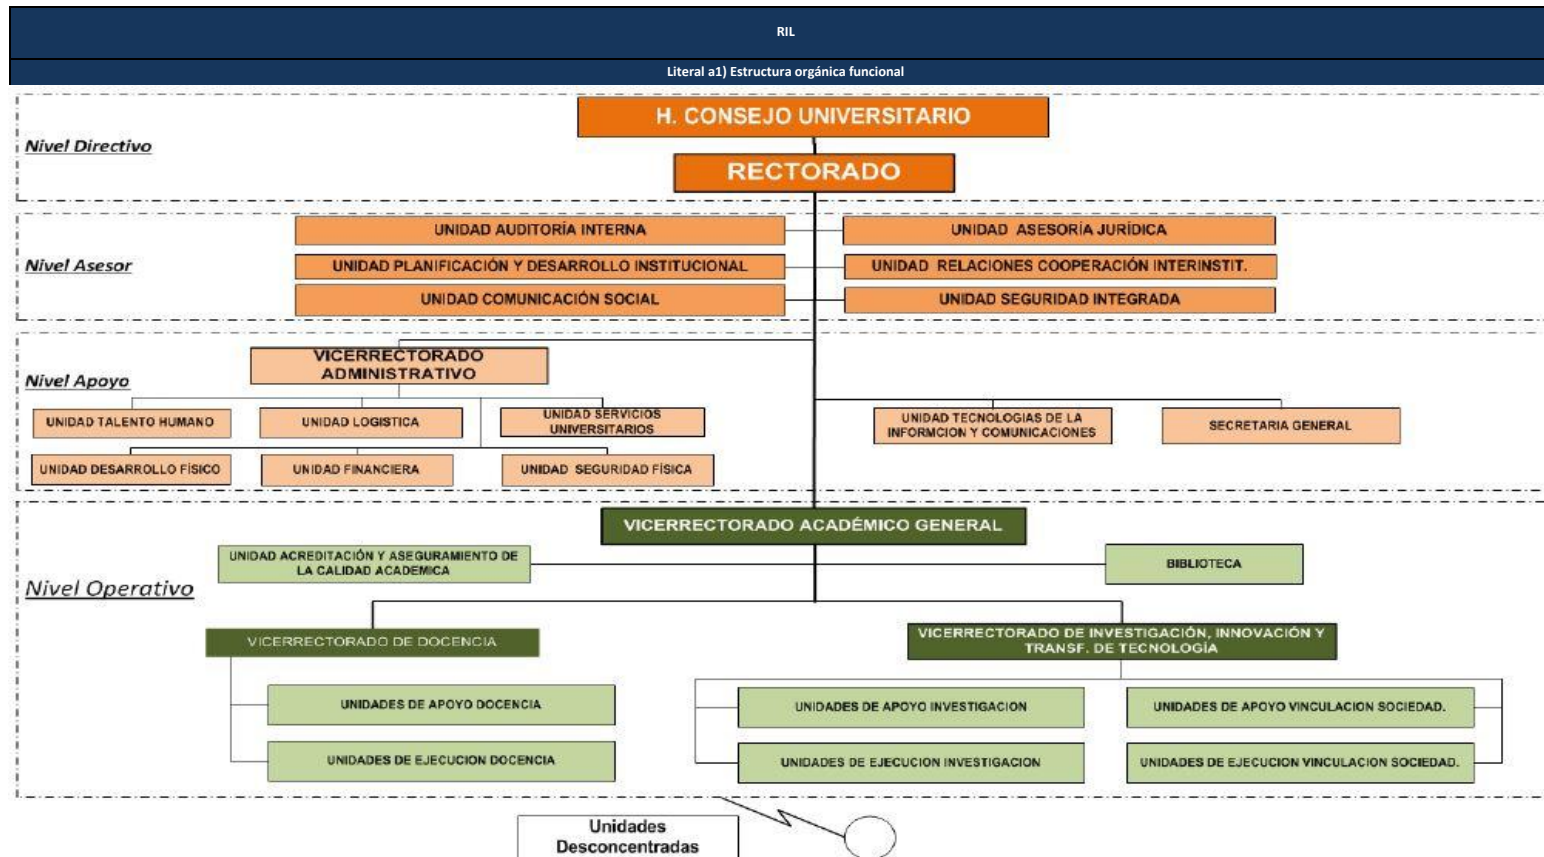 RIL
Literal a1) Estructura orgánica funcional
H. CONSEJO UNIVERSITARIO
Nivel Directivo
RECTORADO
UNIDAD AUDITORÍA INTERNA
UNIDAD ASESORÍA JURÍDICA
Nivel Asesor
UNIDAD PLANIFICACIÓN Y DESARROLLO INSTITUCIONAL
UNIDAD RELACIONES COOPERACIÓN INTERINSTIT.
UNIDAD COMUNICACIÓN SOCIAL
UNIDAD SEGURIDAD INTEGRADA
VICERRECTORADO
ADMINISTRATIVO
Nivel Apoyo
UNIDAD TALENTO HUMANO
UNIDAD LOGISTICA
UNIDAD SERVICIOS
UNIVERSITARIOS
UNIDAD TECNOLOGIAS DE LA
INFORMCION Y COMUNICACIONES
SECRETARIA GENERAL
UNIDAD DESARROLLO FÍSICO
UNIDAD FINANCIERA
UNIDAD SEGURIDAD FÍSICA
VICERRECTORADO ACADÉMICO GENERAL
UNIDAD ACREDITACIÓN Y ASEGURAMIENTO DE
LA CALIDAD ACADEMICA
BIBLIOTECA
Nivel Operativo
VICERRECTORADO DE DOCENCIA
VICERRECTORADO DE INVESTIGACIÓN, INNOVACIÓN Y
TRANSF. DE TECNOLOGÍA
UNIDADES DE APOYO DOCENCIA
UNIDADES DE APOYO INVESTIGACION
UNIDADES DE APOYO VINCULACION SOCIEDAD.
UNIDADES DE EJECUCION DOCENCIA
UNIDADES DE EJECUCION INVESTIGACION
UNIDADES DE EJECUCION VINCULACION SOCIEDAD.
Unidades
Desconcentradas